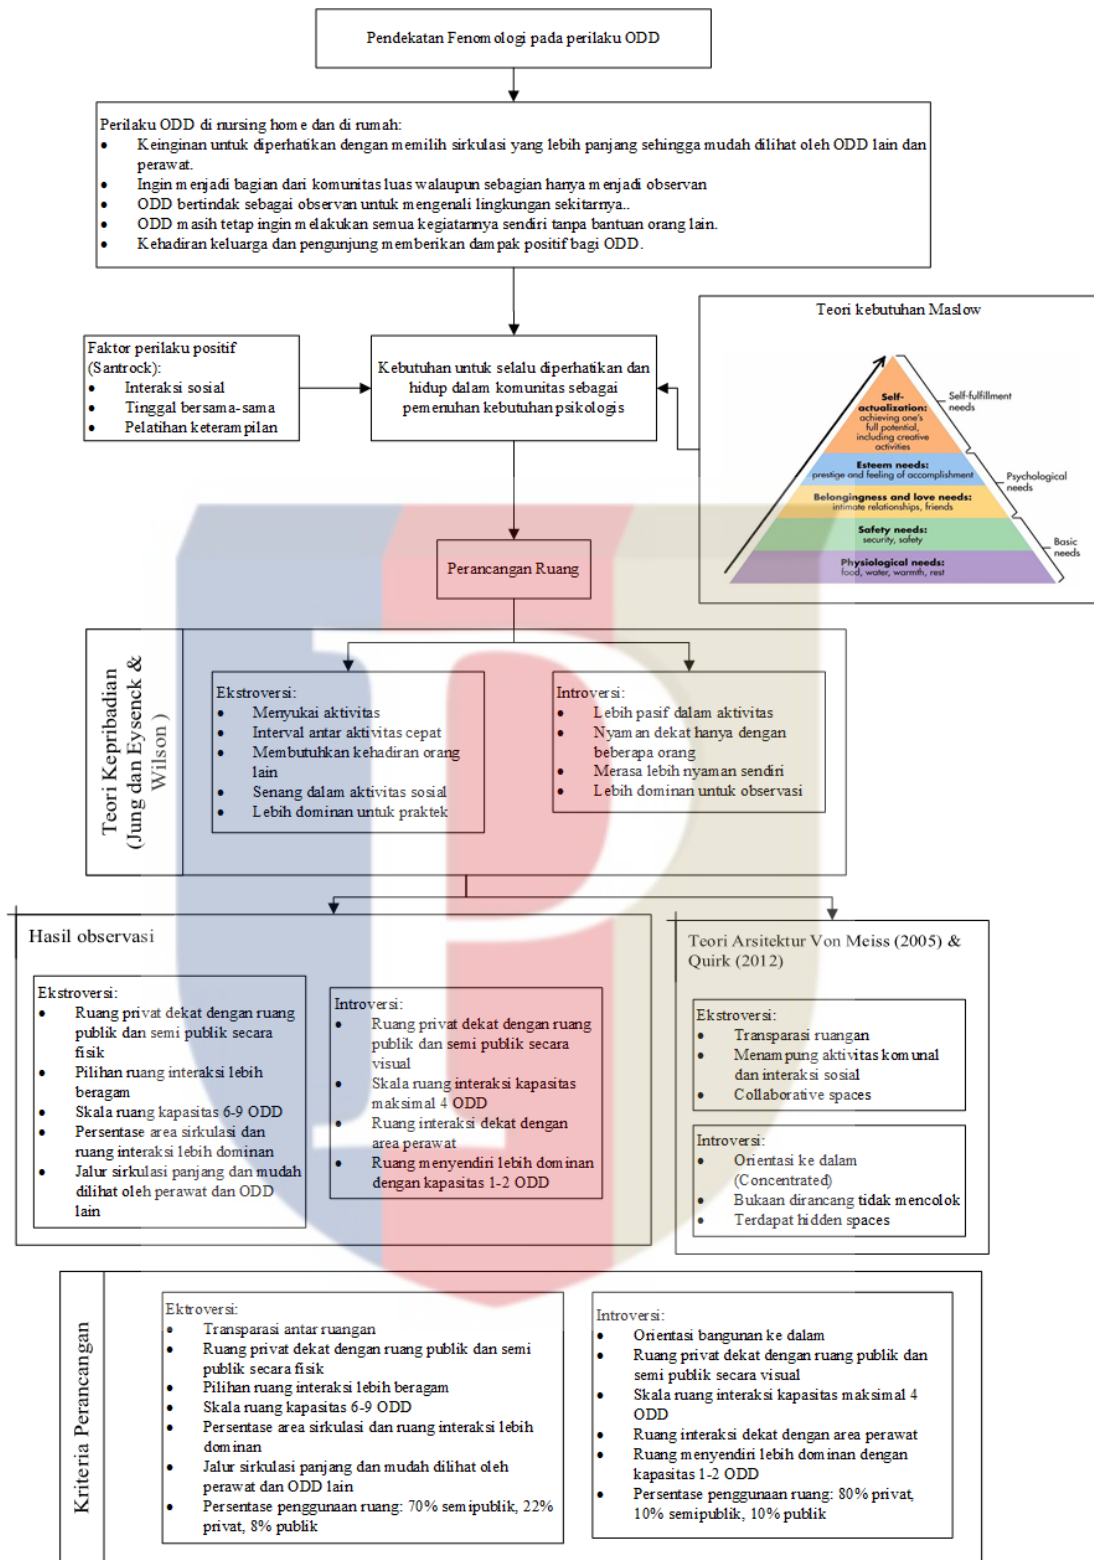 Pendekatan Fenomologi pada perilaku ODD
Perilaku ODD di nursing home dan di rumah:
• Keinginan untuk diperhatikan dengan memilih sirkulasi yang lebih panjang sehingga mudah dilihat oleh ODD lain dan
perawat.
• Ingin menjadi bagian dari komunitas luas walaupun sebagian hanya menjadi observan
• ODD bertindak sebagai observan untuk mengenali lingkungan sekitarnya..
• ODD masih tetap ingin melakukan semua kegiatannya sendiri tanpa bantuan orang lain.
• Kehadiran keluarga dan pengunjung memberikan dampak positif bagi ODD.
Faktor perilaku positif
(Santrock):
• Interaksi sosial
• Tinggal bersama-sama
• Pelatihan keterampilan
Kebutuhan untuk selalu diperhatikan dan
hidup dalam komunitas sebagai
pemenuhan kebutuhan psikologis
Teori kebutuhan Maslow
Self-
actualization:
achieving one's
full potential,
including creative
activities
Esteem needs:
prestige and feeling of accomplishment
Belongingness and love needs:
intimate relationships, friends
Safety needs:
security, safety
Physiological needs:
food, water, warmth, rest
Self-fulfillment
needs
Psychological
needs
Basic
needs
Perancangan Ruang
Teori Kepribadian
(Jung dan Eysenck &
Wilson )
Ekstroversi:
• Menyukai aktivitas
• Interval antar aktivitas cepat
• Membutuhkan kehadiran orang
lain
• Senang dalam aktivitas sosial
• Lebih dominan untuk praktek
Introversi:
• Lebih pasif dalam aktivitas
• Nyaman dekat hanya dengan
beberapa orang
• Merasa lebih nyaman sendiri
• Lebih dominan untuk observasi
Hasil observasi
Ekstroversi:
• Ruang privat dekat dengan ruang
publik dan semi publik secara
fisik
• Pilihan ruang interaksi lebih
beragam
• Skala ruang kapasitas 6-9 ODD
• Persentase area sirkulasi dan
ruang interaksi lebih dominan
• Jalur sirkulasi panjang dan mudah
dilihat oleh perawat dan ODD
lain
Introversi:
• Ruang privat dekat dengan ruang
publik dan semi publik secara
visual
• Skala ruang interaksi kapasitas
maksimal 4 ODD
• Ruang interaksi dekat dengan
area perawat
• Ruang menyendiri lebih dominan
dengan kapasitas 1-2 ODD
Teori Arsitektur Von Meiss (2005) &
Quirk (2012)
Ekstroversi:
• Transparasi ruangan
• Menampung aktivitas komunal
dan interaksi sosial
• Collaborative spaces
Introversi:
• Orientasi ke dalam
(Concentrated)
• Bukaan dirancang tidak mencolok
• Terdapat hidden spaces
Kriteria Perancangan
Ektroversi:
• Transparasi antar ruangan
• Ruang privat dekat dengan ruang publik dan semi
publik secara fisik
• Pilihan ruang interaksi lebih beragam
• Skala ruang kapasitas 6-9 ODD
• Persentase area sirkulasi dan ruang interaksi lebih
dominan
• Jalur sirkulasi panjang dan mudah dilihat oleh
perawat dan ODD lain
• Persentase penggunaan ruang: 70% semipublik, 22%
privat, 8% publik
Introversi:
• Orientasi bangunan ke dalam
• Ruang privat dekat dengan ruang publik dan
semi publik secara visual
• Skala ruang interaksi kapasitas maksimal 4
ODD
• Ruang interaksi dekat dengan area perawat
• Ruang menyendiri lebih dominan dengan
kapasitas 1-2 ODD
• Persentase penggunaan ruang: 80% privat,
10% semipublik, 10% publik